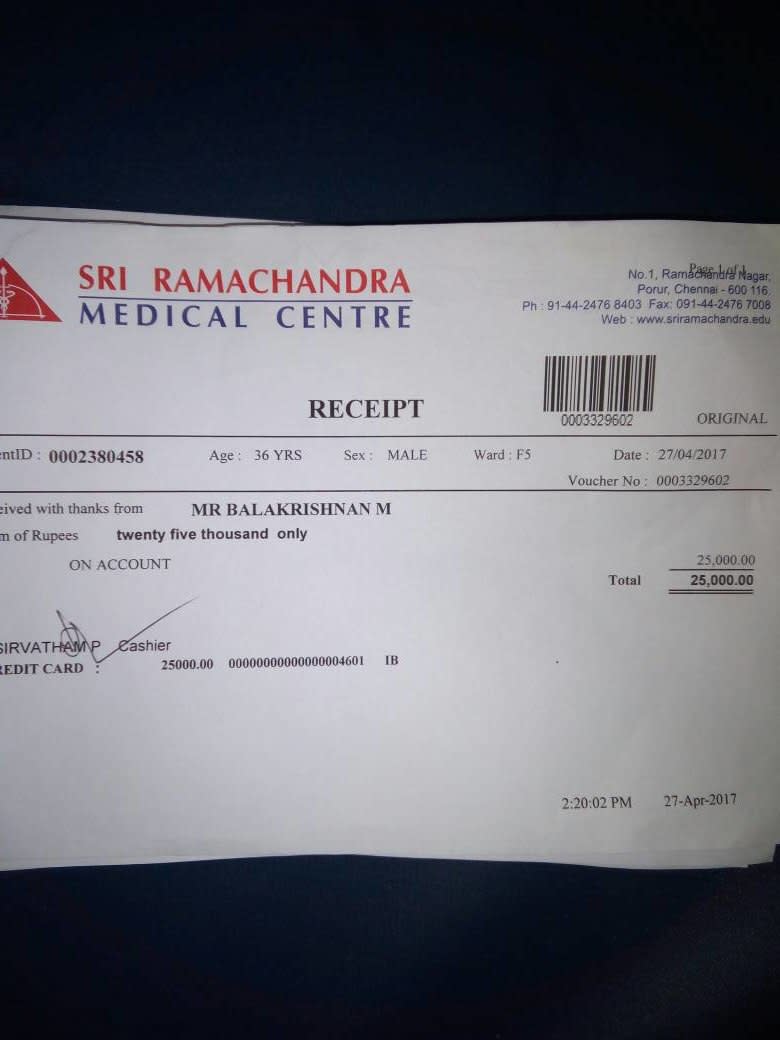 Page 1 of 1
SRI RAMACHANDRA
MEDICAL CENTRE
No.1, Ramachandra Nagar,
Porur, Chennai - 600 116.
Ph : 91-44-2476 8403 Fax: 091-44-2476 7008
Web : www.sriramachandra.edu
RECEIPT
0003329602
ORIGINAL
entID : 0002380458 Age : 36 YRS Sex : MALE Ward : F5 Date : 27/04/2017
Voucher No : 0003329602
eived with thanks from MR BALAKRISHNAN M
m of Rupees twenty five thousand only
ON ACCOUNT 25,000.00
Total 25,000.00
SIRVATHAM P Cashier
REDIT CARD : 25000.00 00000000000000004601 IB
2:20:02 PM 27-Apr-2017